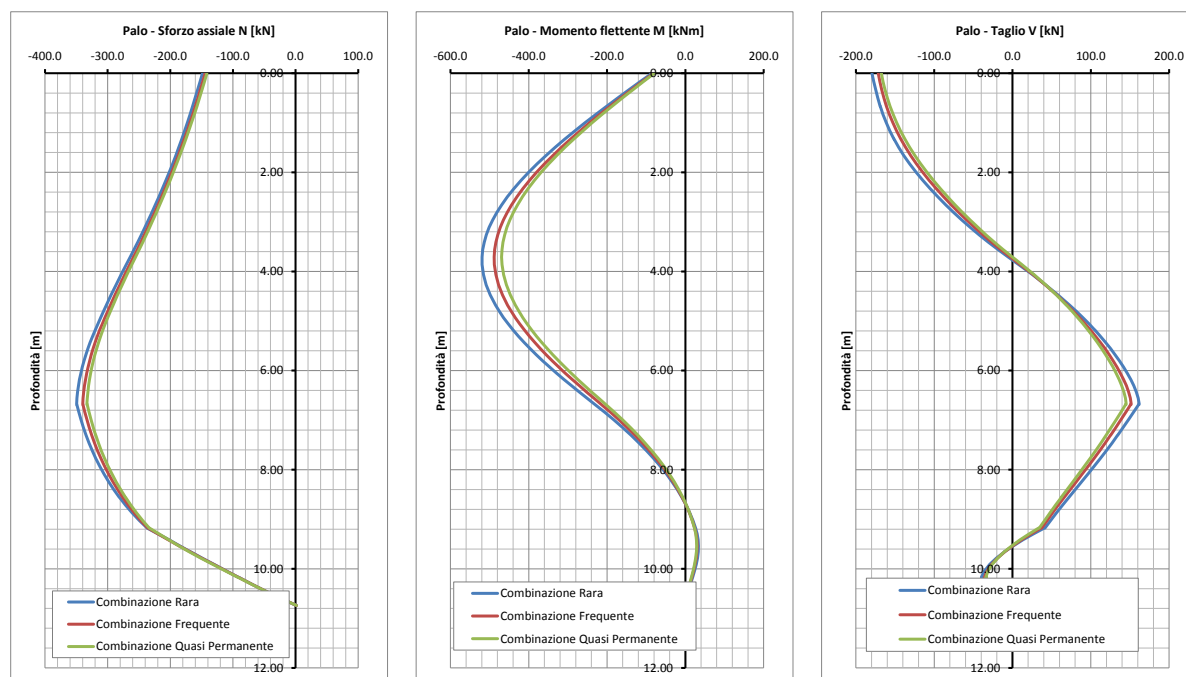 Palo - Sforzo assiale N [kN]
-400.0 -300.0 -200.0 -100.0 0.0 100.0
0.00
2.00
4.00
6.00
8.00
10.00
12.00
Profondità [m]
Combinazione Rara
Combinazione Frequente
Combinazione Quasi Permanente
Palo - Momento flettente M [kNm]
-600.0 -400.0 -200.0 0.0 200.0
0.00
2.00
4.00
6.00
8.00
10.00
12.00
Profondità [m]
Combinazione Rara
Combinazione Frequente
Combinazione Quasi Permanente
Palo - Taglio V [kN]
-200.0 -100.0 0.0 100.0 200.0
0.00
2.00
4.00
6.00
8.00
10.00
12.00
Profondità [m]
Combinazione Rara
Combinazione Frequente
Combinazione Quasi Permanente